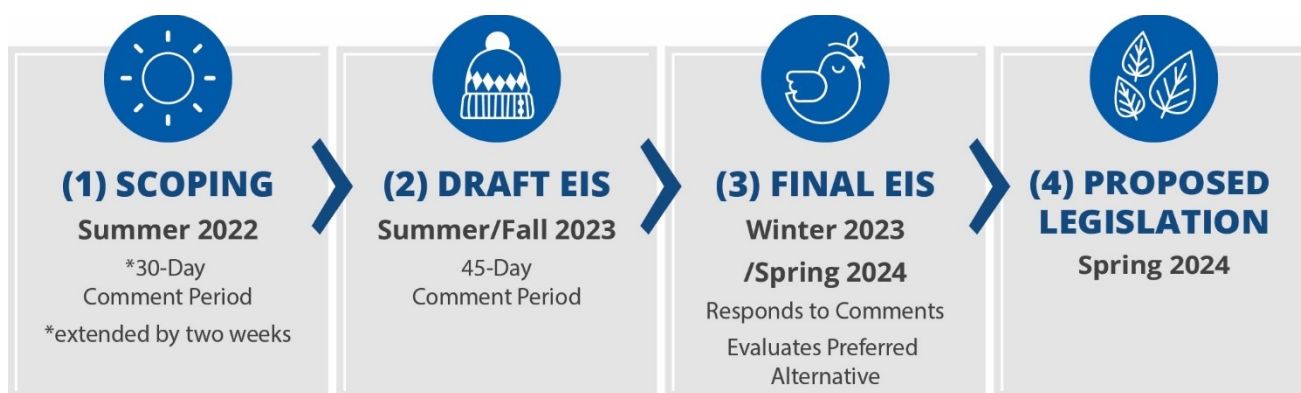 (1) SCOPING
Summer 2022
*30-Day
Comment Period
*extended by two weeks
(2) DRAFT EIS
Summer/Fall 2023
45-Day
Comment Period
(3) FINAL EIS
Winter 2023
/Spring 2024
Responds to Comments
Evaluates Preferred
Alternative
(4) PROPOSED
LEGISLATION
Spring 2024